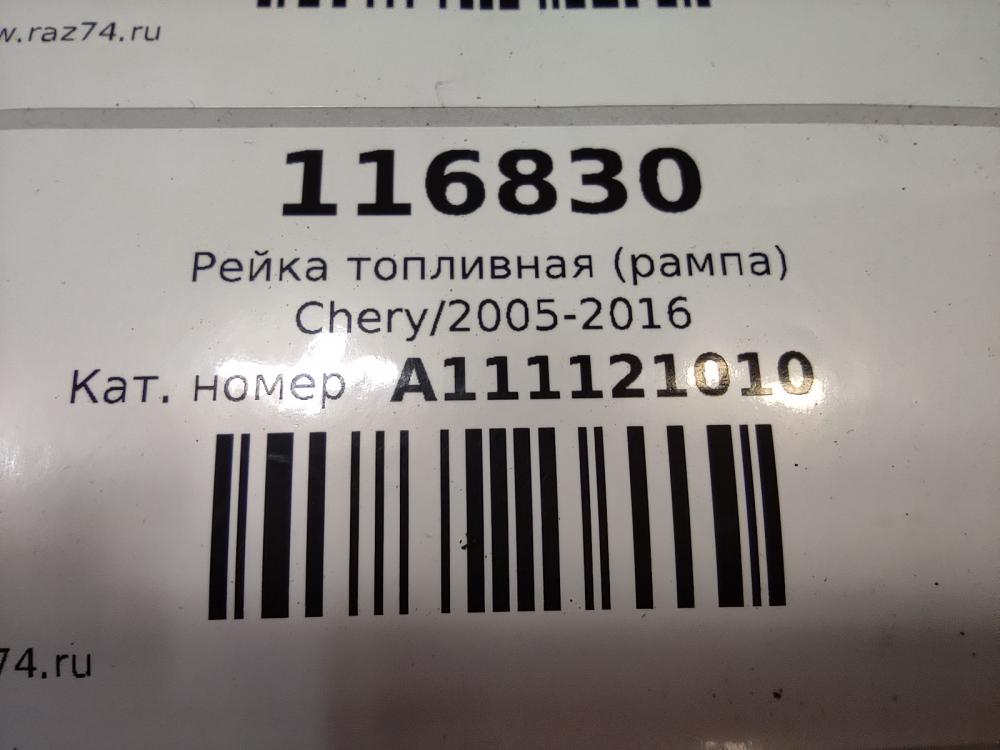 w.raz74.ru
116830
Рейка топливная (рампа)
Chery/2005-2016
Кат. номер A111121010
74.ru